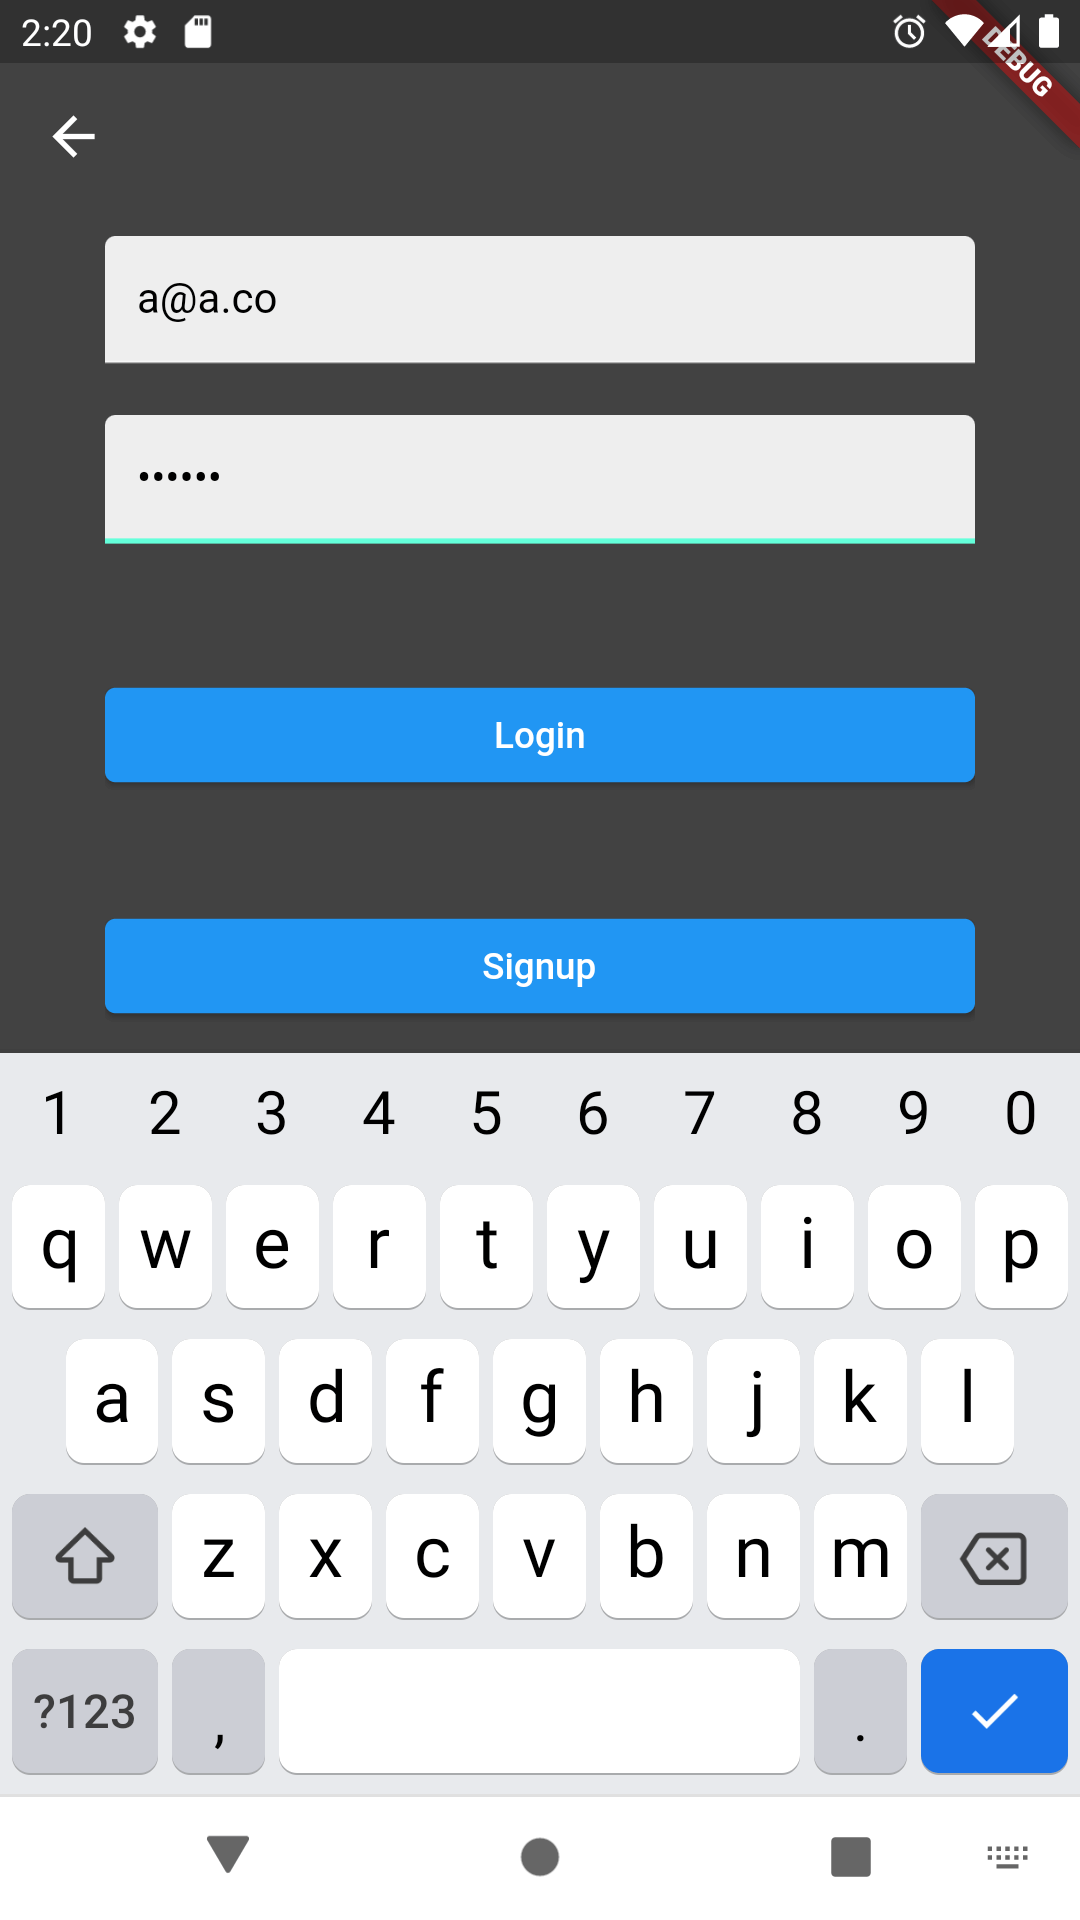 2:20
DEBUG
a@a.co
••••••
Login
Signup
1 2 3 4 5 6 7 8 9 0
q w e r t y u i o p
a s d f g h j k l
z x c v b n m
?123 , .